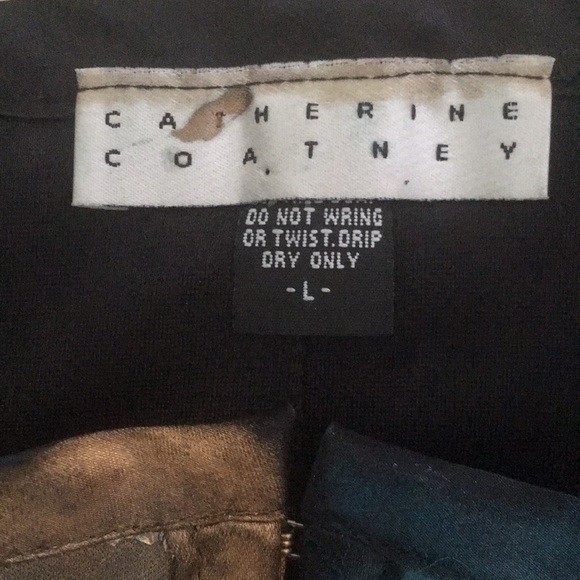 CATHERINE
COATNEY
DO NOT WRING
OR TWIST.DRIP
DRY ONLY
-L-